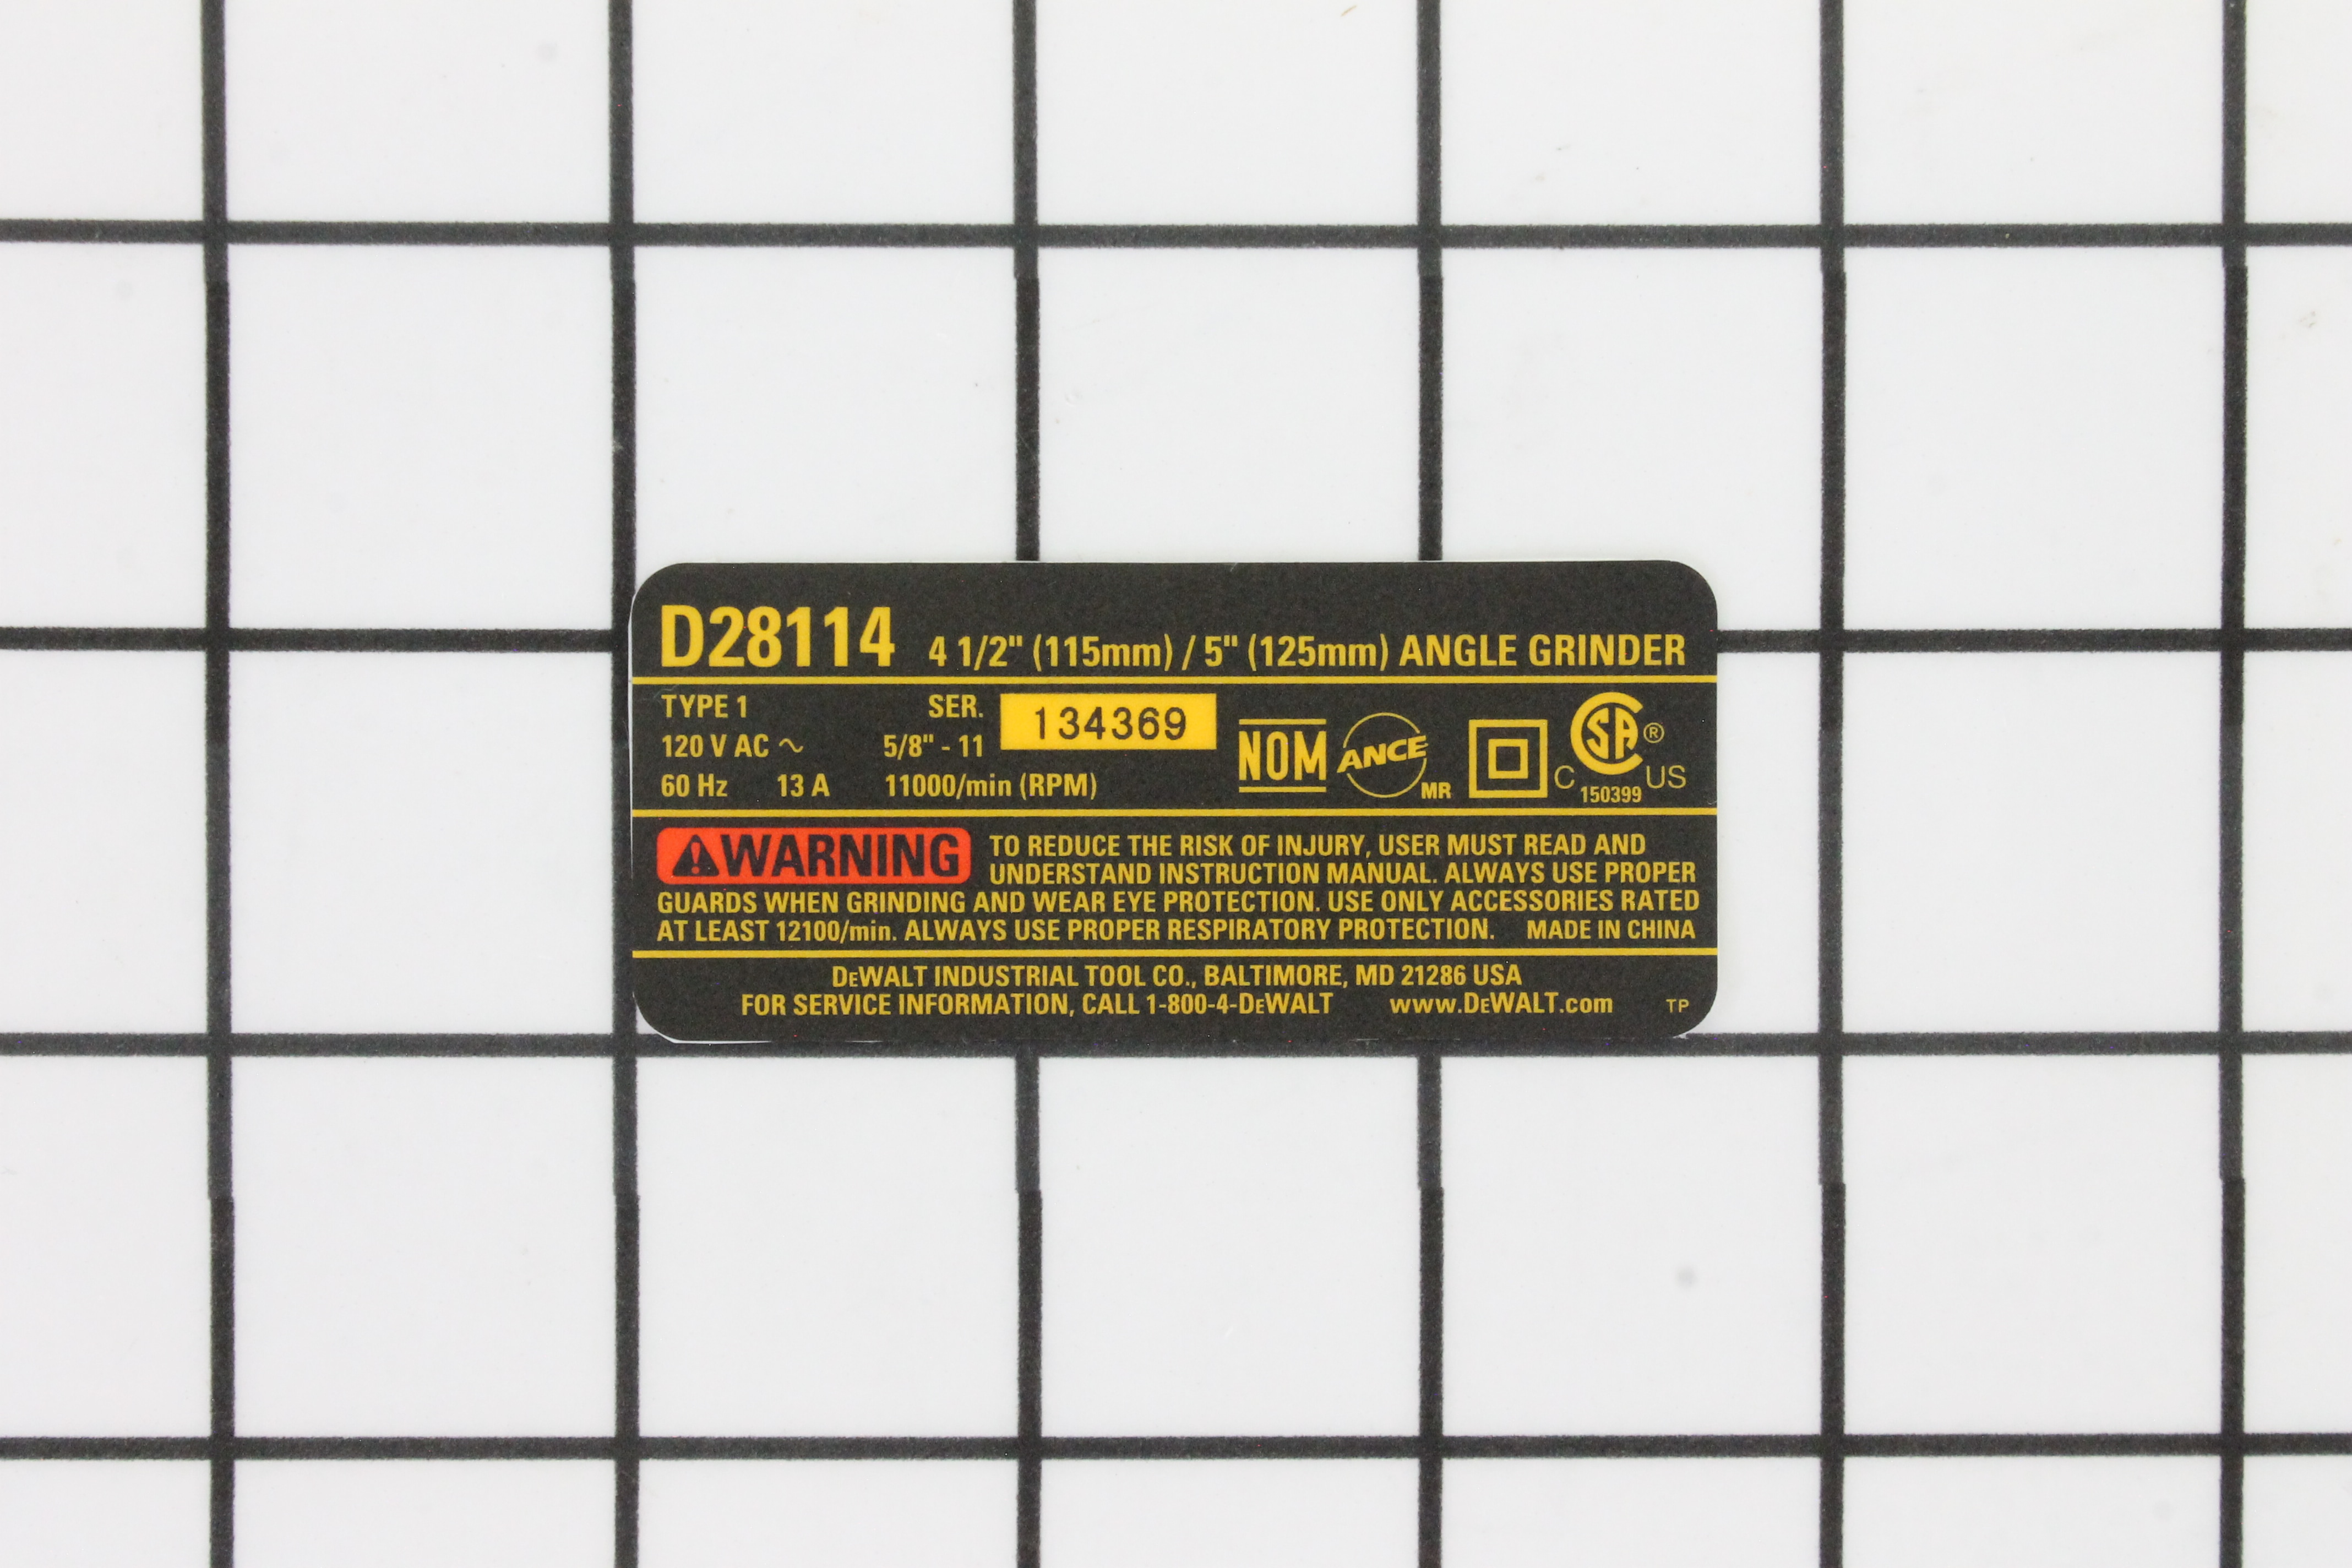 D28114 4 1/2" (115mm) / 5" (125mm) ANGLE GRINDER
TYPE 1 SER. 134369
120 V AC ~ 5/8" - 11
60 Hz 13 A 11000/min (RPM)
NOM ANCE MR C SA ® US
150399
WARNING TO REDUCE THE RISK OF INJURY, USER MUST READ AND
UNDERSTAND INSTRUCTION MANUAL. ALWAYS USE PROPER
GUARDS WHEN GRINDING AND WEAR EYE PROTECTION. USE ONLY ACCESSORIES RATED
AT LEAST 12100/min. ALWAYS USE PROPER RESPIRATORY PROTECTION. MADE IN CHINA
DEWALT INDUSTRIAL TOOL CO., BALTIMORE, MD 21286 USA
FOR SERVICE INFORMATION, CALL 1-800-4-DEWALT www.DEWALT.com TP